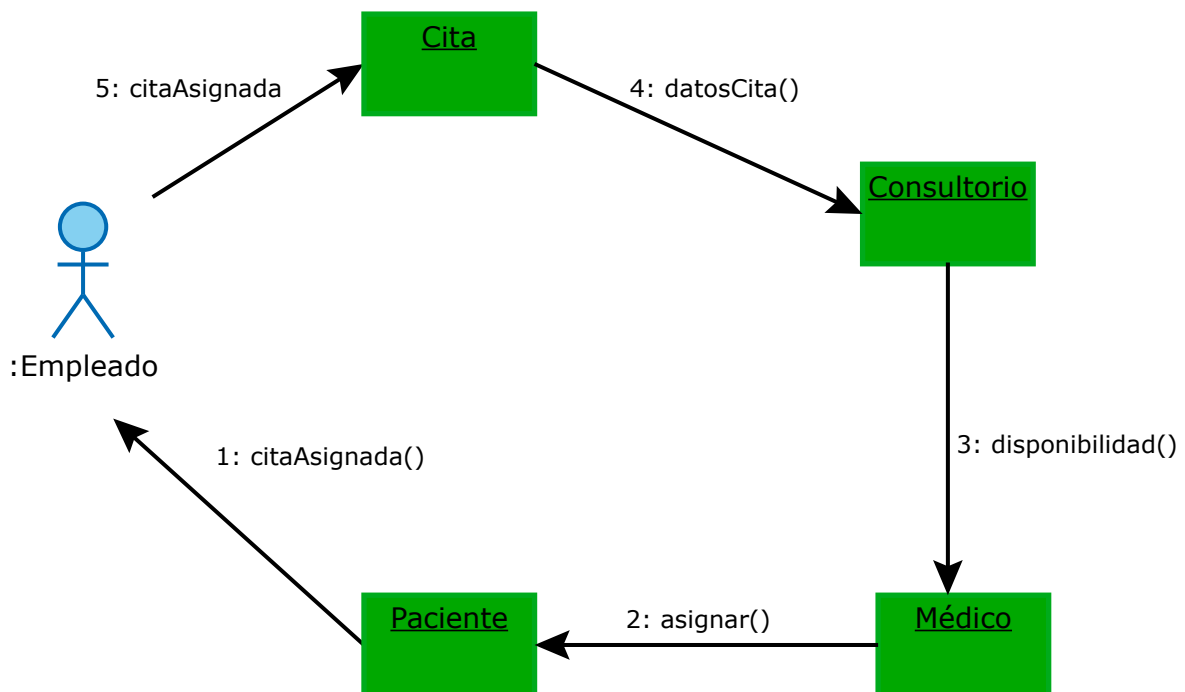 Cita
5: citaAsignada
4: datosCita()
Consultorio
:Empleado
1: citaAsignada()
3: disponibilidad()
Paciente
2: asignar()
Médico